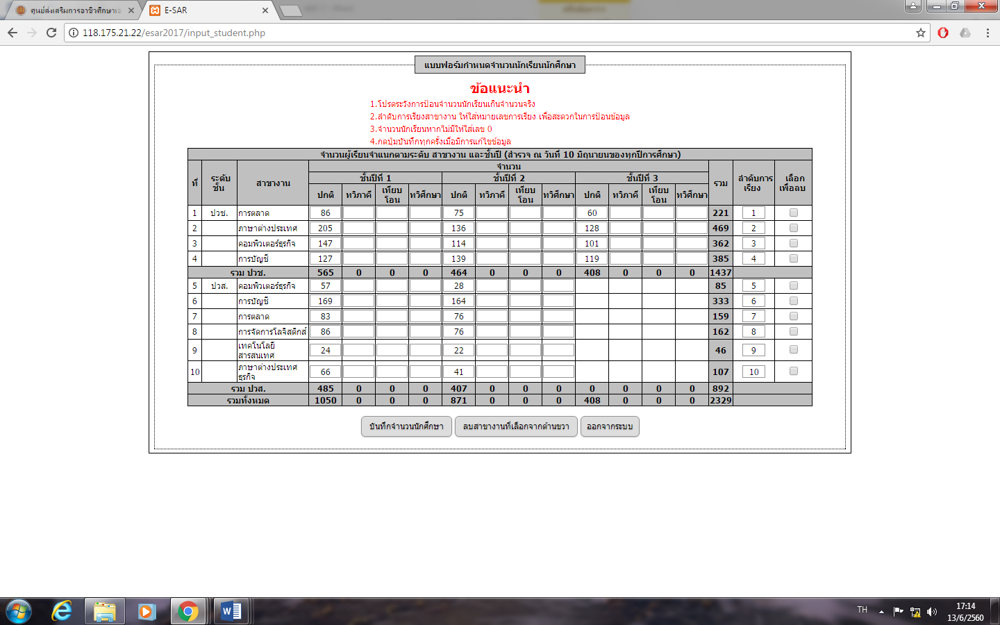 ศูนย์ส่งเสริมการอาชีวศึกษาเอ
E-SAR
118.175.21.22/esar2017/input_student.php
แบบฟอร์มกำหนดจำนวนนักเรียนนักศึกษา
ข้อแนะนำ
1.โปรดระวังการป้อนจำนวนนักเรียนเกินจำนวนจริง
2.ลำดับการเรียงสาขางาน ให้ใส่หมายเลขการเรียง เพื่อสะดวกในการป้อนข้อมูล
3.จำนวนนักเรียนหากไม่มีให้ใส่เลข 0
4.กดปุ่มบันทึกทุกครั้งเมื่อมีการแก้ไขข้อมูล
จำนวนผู้เรียนจำแนกตามระดับ สาขางาน และชั้นปี (สำรวจ ณ วันที่ 10 มิถุนายนของทุกปีการศึกษา)
ที่ ระดับชั้น สาขางาน จำนวน รวม ลำดับการเรียง เลือกเพื่อลบ
ชั้นปีที่ 1 ชั้นปีที่ 2 ชั้นปีที่ 3
ปกติ ทวิภาคี เทียบโอน ทวิศึกษา ปกติ ทวิภาคี เทียบโอน ทวิศึกษา ปกติ ทวิภาคี เทียบโอน ทวิศึกษา
1 ปวช. การตลาด 86 75 60 221 1
2 ภาษาต่างประเทศ 205 136 128 469 2
3 คอมพิวเตอร์ธุรกิจ 147 114 101 362 3
4 การบัญชี 127 139 119 385 4
รวม ปวช. 565 0 0 0 464 0 0 0 408 0 0 0 1437
5 ปวส. คอมพิวเตอร์ธุรกิจ 57 28 85 5
6 การบัญชี 169 164 333 6
7 การตลาด 83 76 159 7
8 การจัดการโลจิสติกส์ 86 76 162 8
9 เทคโนโลยีสารสนเทศ 24 22 46 9
10 ภาษาต่างประเทศธุรกิจ 66 41 107 10
รวม ปวส. 485 0 0 0 407 0 0 0 0 0 0 0 892
รวมทั้งหมด 1050 0 0 0 871 0 0 0 408 0 0 0 2329
บันทึกจำนวนนักศึกษา ลบสาขางานที่เลือกจากด้านขวา ออกจากระบบ
TH
17:14
13/6/2560